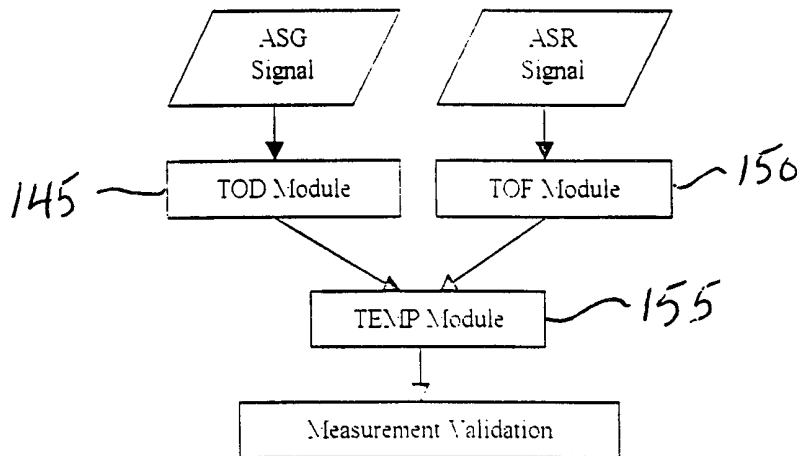 ASG
Signal
ASR
Signal
145
TOD Module
TOF Module
150
TEMP Module
155
Measurement Validation